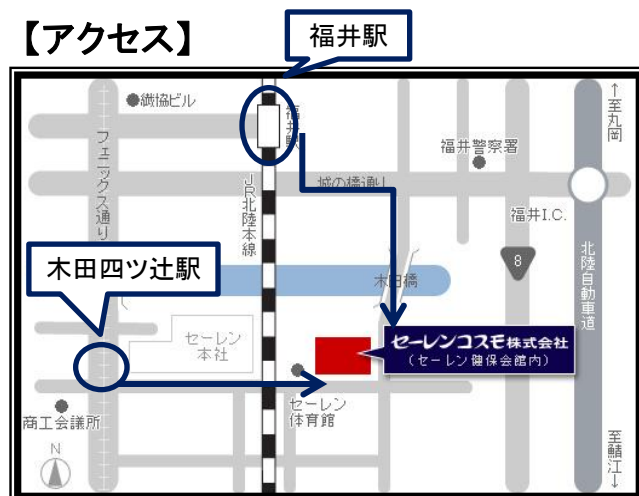 【アクセス】
福井駅
繊協ビル
福井駅
↑至丸岡
フェニックス通り
福井警察署
城の橋通り
JR北陸本線
福井I.C.
8
北陸自動車道
木田四ツ辻駅
木田橋
セーレン
本社
セーレンコスモ株式会社
(セーレン健保会館内)
セーレン
体育館
商工会議所
N
至鯖江↓